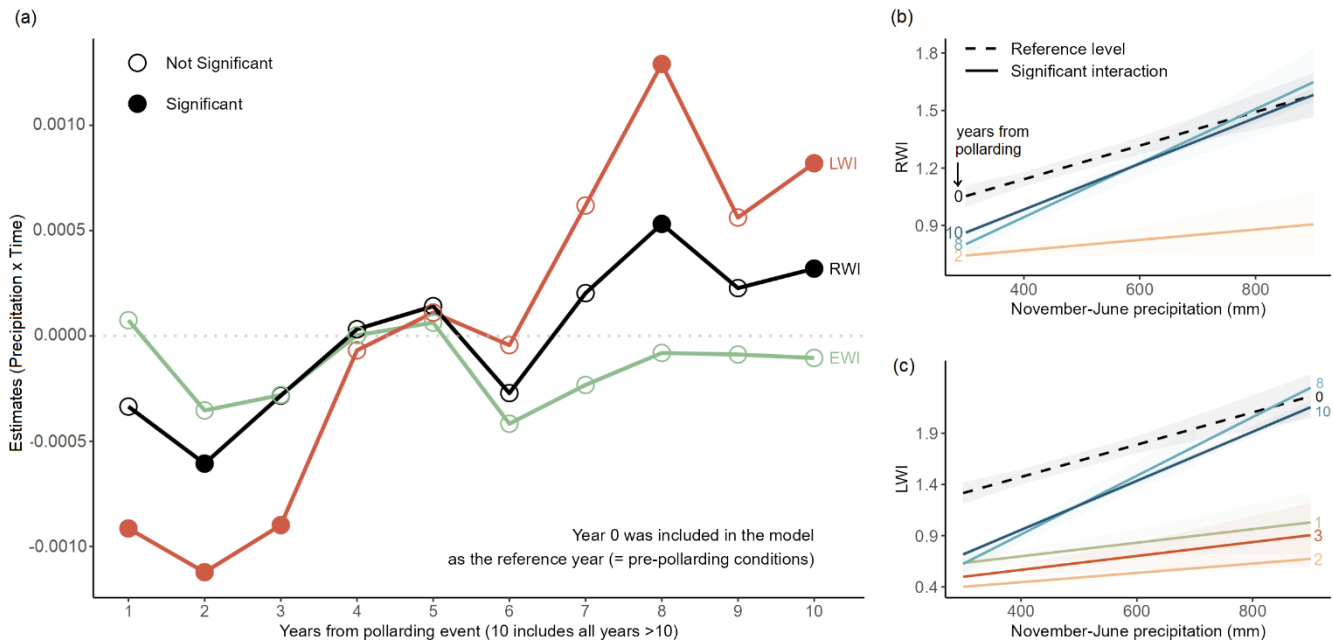 (a)
Not Significant
Significant
0.0010
0.0005
0.0000
-0.0005
-0.0010
Estimates (Precipitation x Time)
LWI
RWI
EWI
Year 0 was included in the model
as the reference year (= pre-pollarding conditions)
1 2 3 4 5 6 7 8 9 10
Years from pollarding event (10 includes all years >10)
(b)
Reference level
Significant interaction
1.8
1.5
1.2
0.9
RWI
years from
pollarding
0
10
8
2
400 600 800
November-June precipitation (mm)
(c)
1.9
1.4
0.9
0.4
LWI
8
0
10
1
3
2
400 600 800
November-June precipitation (mm)